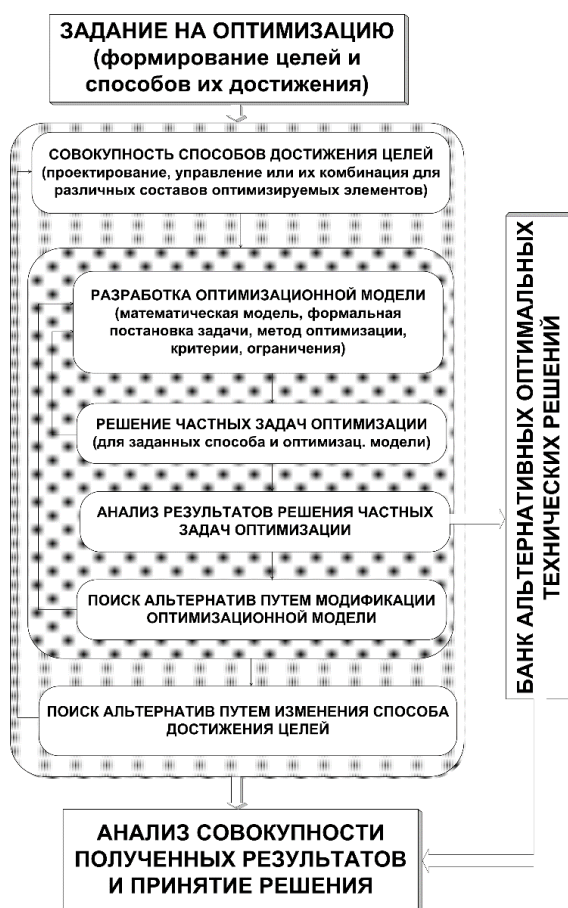 ЗАДАНИЕ НА ОПТИМИЗАЦИЮ
(формирование целей и
способов их достижения)
СОВОКУПНОСТЬ СПОСОБОВ ДОСТИЖЕНИЯ ЦЕЛЕЙ
(проектирование, управление или их комбинация для
различных составов оптимизируемых элементов)
РАЗРАБОТКА ОПТИМИЗАЦИОННОЙ МОДЕЛИ
(математическая модель, формальная
постановка задачи, метод оптимизации,
критерии, ограничения)
РЕШЕНИЕ ЧАСТНЫХ ЗАДАЧ ОПТИМИЗАЦИИ
(для заданных способа и оптимизац. модели)
АНАЛИЗ РЕЗУЛЬТАТОВ РЕШЕНИЯ ЧАСТНЫХ
ЗАДАЧ ОПТИМИЗАЦИИ
ПОИСК АЛЬТЕРНАТИВ ПУТЕМ МОДИФИКАЦИИ
ОПТИМИЗАЦИОННОЙ МОДЕЛИ
ПОИСК АЛЬТЕРНАТИВ ПУТЕМ ИЗМЕНЕНИЯ СПОСОБА
ДОСТИЖЕНИЯ ЦЕЛЕЙ
БАНК АЛЬТЕРНАТИВНЫХ ОПТИМАЛЬНЫХ
ТЕХНИЧЕСКИХ РЕШЕНИЙ
АНАЛИЗ СОВОКУПНОСТИ
ПОЛУЧЕННЫХ РЕЗУЛЬТАТОВ
И ПРИНЯТИЕ РЕШЕНИЯ